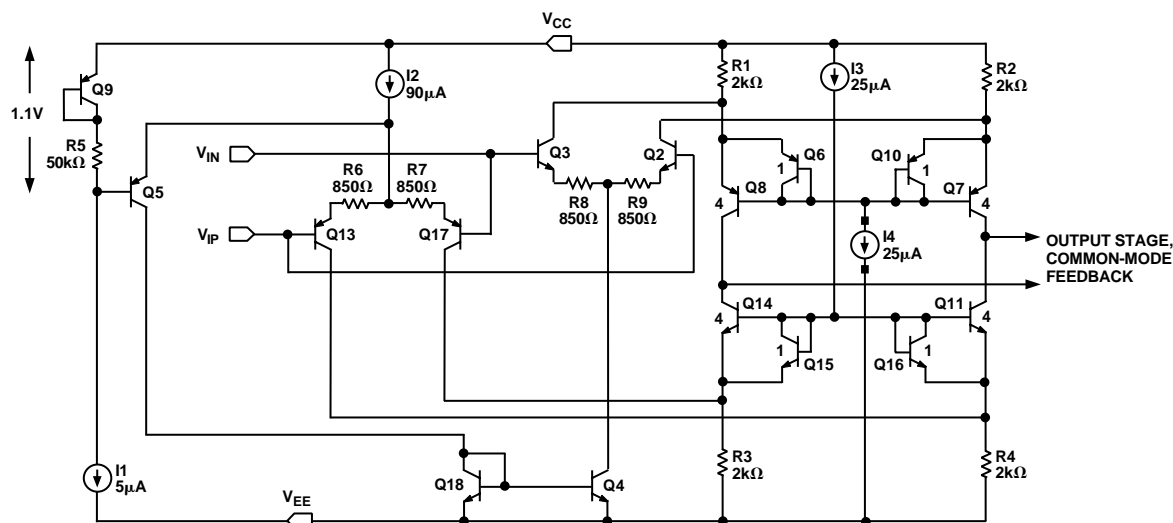 VCC
1.1V
Q9
R5
50kΩ
I2
90µA
R1
2kΩ
I3
25µA
R2
2kΩ
VIN
Q5
Q3
Q2
Q6
1
Q10
1
R6
850Ω
R7
850Ω
R8
850Ω
R9
850Ω
Q8
4
Q7
4
VIP
Q13
Q17
I4
25µA
OUTPUT STAGE,
COMMON-MODE
FEEDBACK
Q14
4
Q11
4
1
Q15
1
Q16
I1
5µA
VEE
Q18
Q4
R3
2kΩ
R4
2kΩ